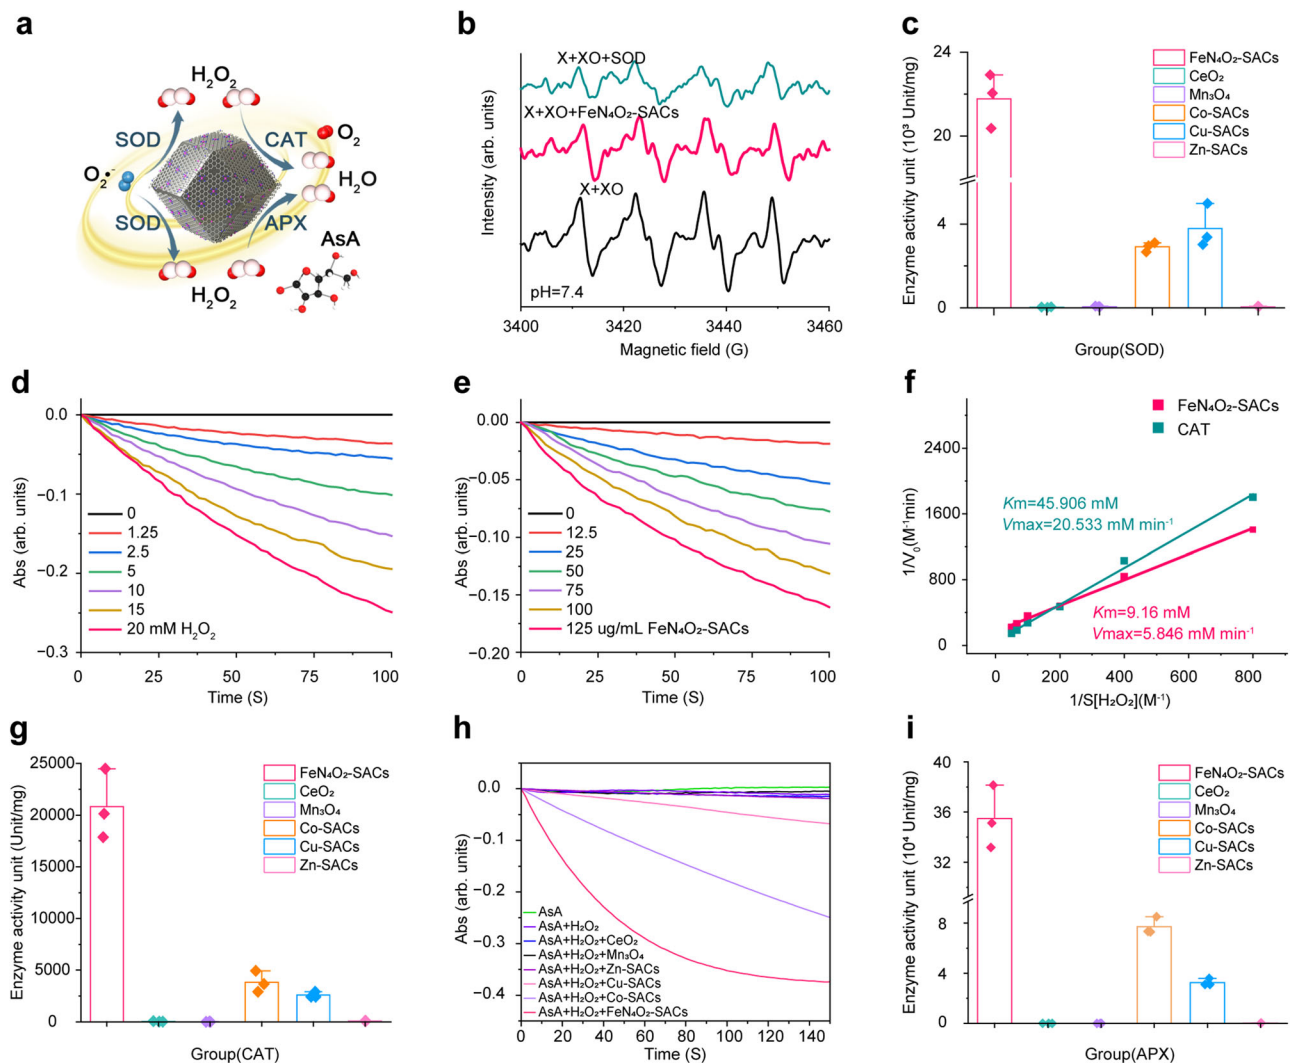 a
H₂O₂
SOD
CAT
O₂
O₂•⁻
H₂O
SOD
APX
AsA
H₂O₂
b
X+XO+SOD
X+XO+FeN₄O₂-SACs
X+XO
pH=7.4
Intensity (arb. units)
3400 3420 3440 3460
Magnetic field (G)
c
24
20
4
0
Enzyme activity unit (10³ Unit/mg)
FeN₄O₂-SACs
CeO₂
Mn₃O₄
Co-SACs
Cu-SACs
Zn-SACs
Group(SOD)
d
0.0
−0.1
−0.2
−0.3
Abs (arb. units)
0
1.25
2.5
5
10
15
20 mM H₂O₂
0 25 50 75 100
Time (S)
e
0.00
−0.05
−0.10
−0.15
−0.20
Abs (arb. units)
0
12.5
25
50
75
100
125 ug/mL FeN₄O₂-SACs
0 25 50 75 100
Time (S)
f
FeN₄O₂-SACs
CAT
2400
1600
800
0
1/V₀(M⁻¹min)
Km=45.906 mM
Vmax=20.533 mM min⁻¹
Km=9.16 mM
Vmax=5.846 mM min⁻¹
0 200 400 600 800
1/S[H₂O₂](M⁻¹)
g
25000
20000
15000
10000
5000
0
Enzyme activity unit (Unit/mg)
FeN₄O₂-SACs
CeO₂
Mn₃O₄
Co-SACs
Cu-SACs
Zn-SACs
Group(CAT)
h
0.0
−0.1
−0.2
−0.3
−0.4
Abs (arb. units)
AsA
AsA+H₂O₂
AsA+H₂O₂+CeO₂
AsA+H₂O₂+Mn₃O₄
AsA+H₂O₂+Zn-SACs
AsA+H₂O₂+Cu-SACs
AsA+H₂O₂+Co-SACs
AsA+H₂O₂+FeN₄O₂-SACs
0 20 40 60 80 100 120 140
Time (S)
i
40
36
32
8
4
0
Enzyme activity unit (10⁴ Unit/mg)
FeN₄O₂-SACs
CeO₂
Mn₃O₄
Co-SACs
Cu-SACs
Zn-SACs
Group(APX)